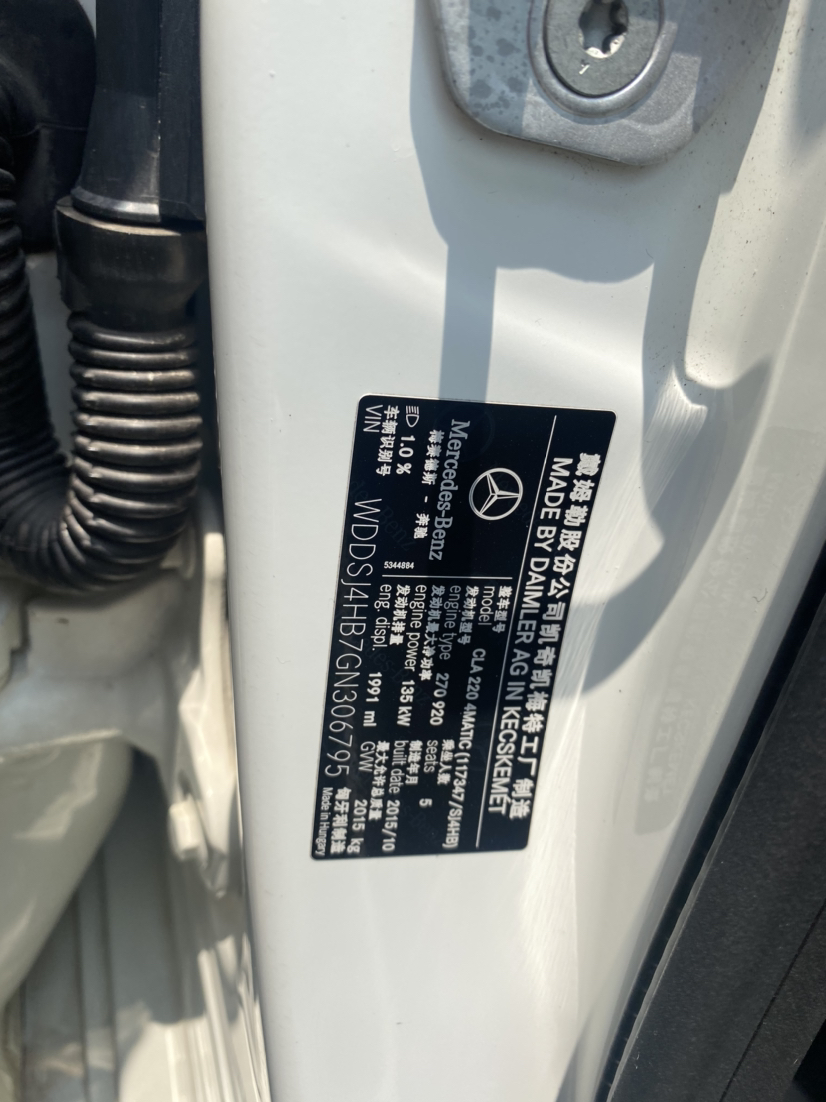 戴姆勒股份公司凯奇凯梅特工厂 制造
MADE BY DAIMLER AG IN KECSKEMÉT
Mercedes-Benz
梅赛德斯 - 奔驰
1.0 %
5344884
整车型号
model CLA 220 4MATIC (117347/SJ4HB)
发动机型号
engine type 270 920
乘坐人数
seats 5
发动机最大净功率
engine power 135 kW
制造年月
built date 2015/10
发动机排量
eng. displ. 1991 ml
最大允许总质量
GVW 2015 kg
车辆识别号
VIN WDDSJ4HB7GN306795
匈牙利制造
Made in Hungary